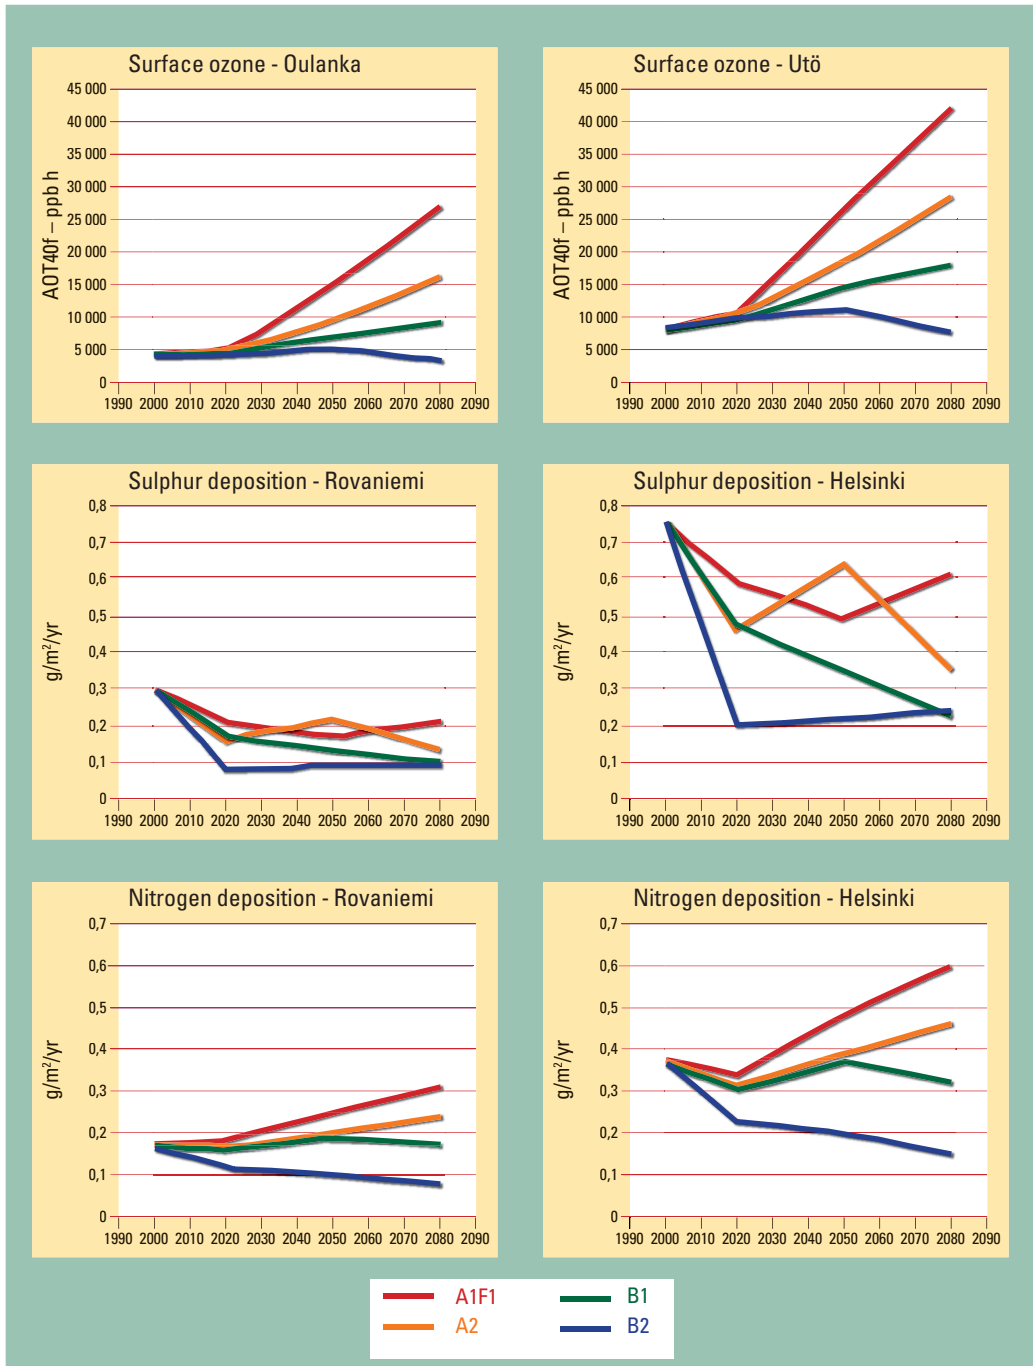 Surface ozone - Oulanka
AOT40f – ppb h
45 000
40 000
35 000
30 000
25 000
20 000
15 000
10 000
5 000
0
1990 2000 2010 2020 2030 2040 2050 2060 2070 2080 2090
Surface ozone - Utö
AOT40f – ppb h
45 000
40 000
35 000
30 000
25 000
20 000
15 000
10 000
5 000
0
1990 2000 2010 2020 2030 2040 2050 2060 2070 2080 2090
Sulphur deposition - Rovaniemi
g/m²/yr
0,8
0,7
0,6
0,5
0,4
0,3
0,2
0,1
0
1990 2000 2010 2020 2030 2040 2050 2060 2070 2080 2090
Sulphur deposition - Helsinki
g/m²/yr
0,8
0,7
0,6
0,5
0,4
0,3
0,2
0,1
0
1990 2000 2010 2020 2030 2040 2050 2060 2070 2080 2090
Nitrogen deposition - Rovaniemi
g/m²/yr
0,7
0,6
0,5
0,4
0,3
0,2
0,1
0
1990 2000 2010 2020 2030 2040 2050 2060 2070 2080 2090
Nitrogen deposition - Helsinki
g/m²/yr
0,7
0,6
0,5
0,4
0,3
0,2
0,1
0
1990 2000 2010 2020 2030 2040 2050 2060 2070 2080 2090
A1F1
B1
A2
B2